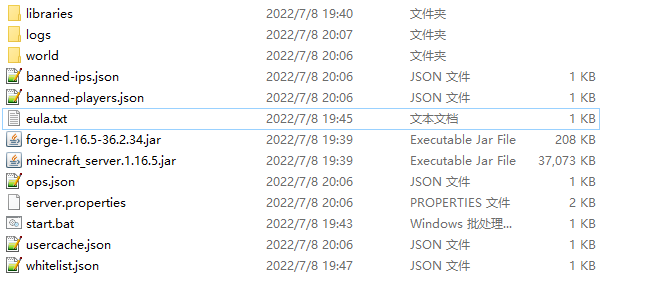 libraries 2022/7/8 19:40 文件夹
logs 2022/7/8 20:07 文件夹
world 2022/7/8 20:06 文件夹
banned-ips.json 2022/7/8 20:06 JSON 文件 1 KB
banned-players.json 2022/7/8 20:06 JSON 文件 1 KB
eula.txt 2022/7/8 19:45 文本文档 1 KB
forge-1.16.5-36.2.34.jar 2022/7/8 19:39 Executable Jar File 208 KB
minecraft_server.1.16.5.jar 2022/7/8 19:39 Executable Jar File 37,073 KB
ops.json 2022/7/8 20:06 JSON 文件 1 KB
server.properties 2022/7/8 20:06 PROPERTIES 文件 2 KB
start.bat 2022/7/8 19:43 Windows 批处理... 1 KB
usercache.json 2022/7/8 20:06 JSON 文件 1 KB
whitelist.json 2022/7/8 19:47 JSON 文件 1 KB